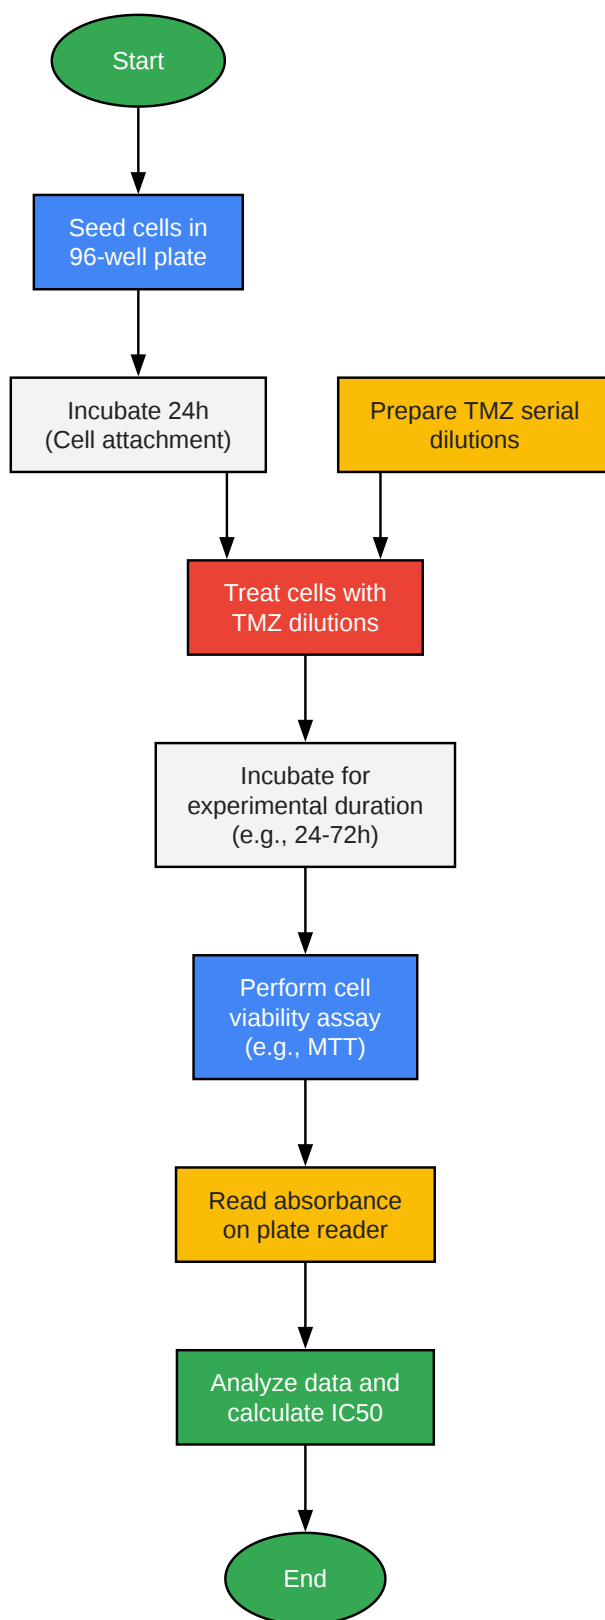 Start
Seed cells in
96-well plate
Incubate 24h
(Cell attachment)
Prepare TMZ serial
dilutions
Treat cells with
TMZ dilutions
Incubate for
experimental duration
(e.g., 24-72h)
Perform cell
viability assay
(e.g., MTT)
Read absorbance
on plate reader
Analyze data and
calculate IC50
End